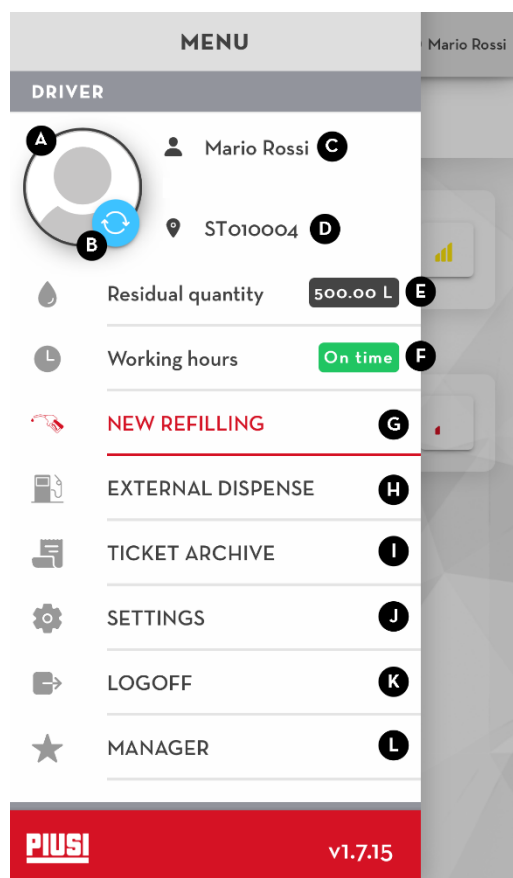 MENU
Mario Rossi
DRIVER
A
Mario Rossi C
B
ST010004 D
Residual quantity 500.00 L E
L Working hours On time F
NEW REFILLING G
EXTERNAL DISPENSE H
TICKET ARCHIVE I
SETTINGS J
LOGOFF K
MANAGER L
PIUSI v1.7.15